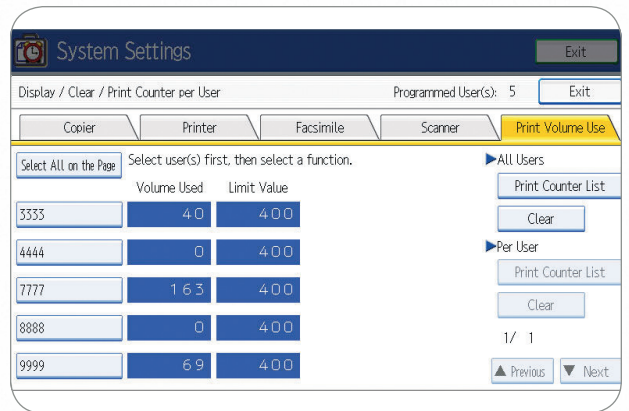 System Settings
Exit
Display / Clear / Print Counter per User
Programmed User(s): 5
Exit
Copier
Printer
Facsimile
Scanner
Print Volume Use
Select All on the Page
Select user(s) first, then select a function.
Volume Used
Limit Value
3333
40
400
4444
0
400
7777
163
400
8888
0
400
9999
69
400
▶All Users
Print Counter List
Clear
▶Per User
Print Counter List
Clear
1/ 1
▲ Previous
▼ Next